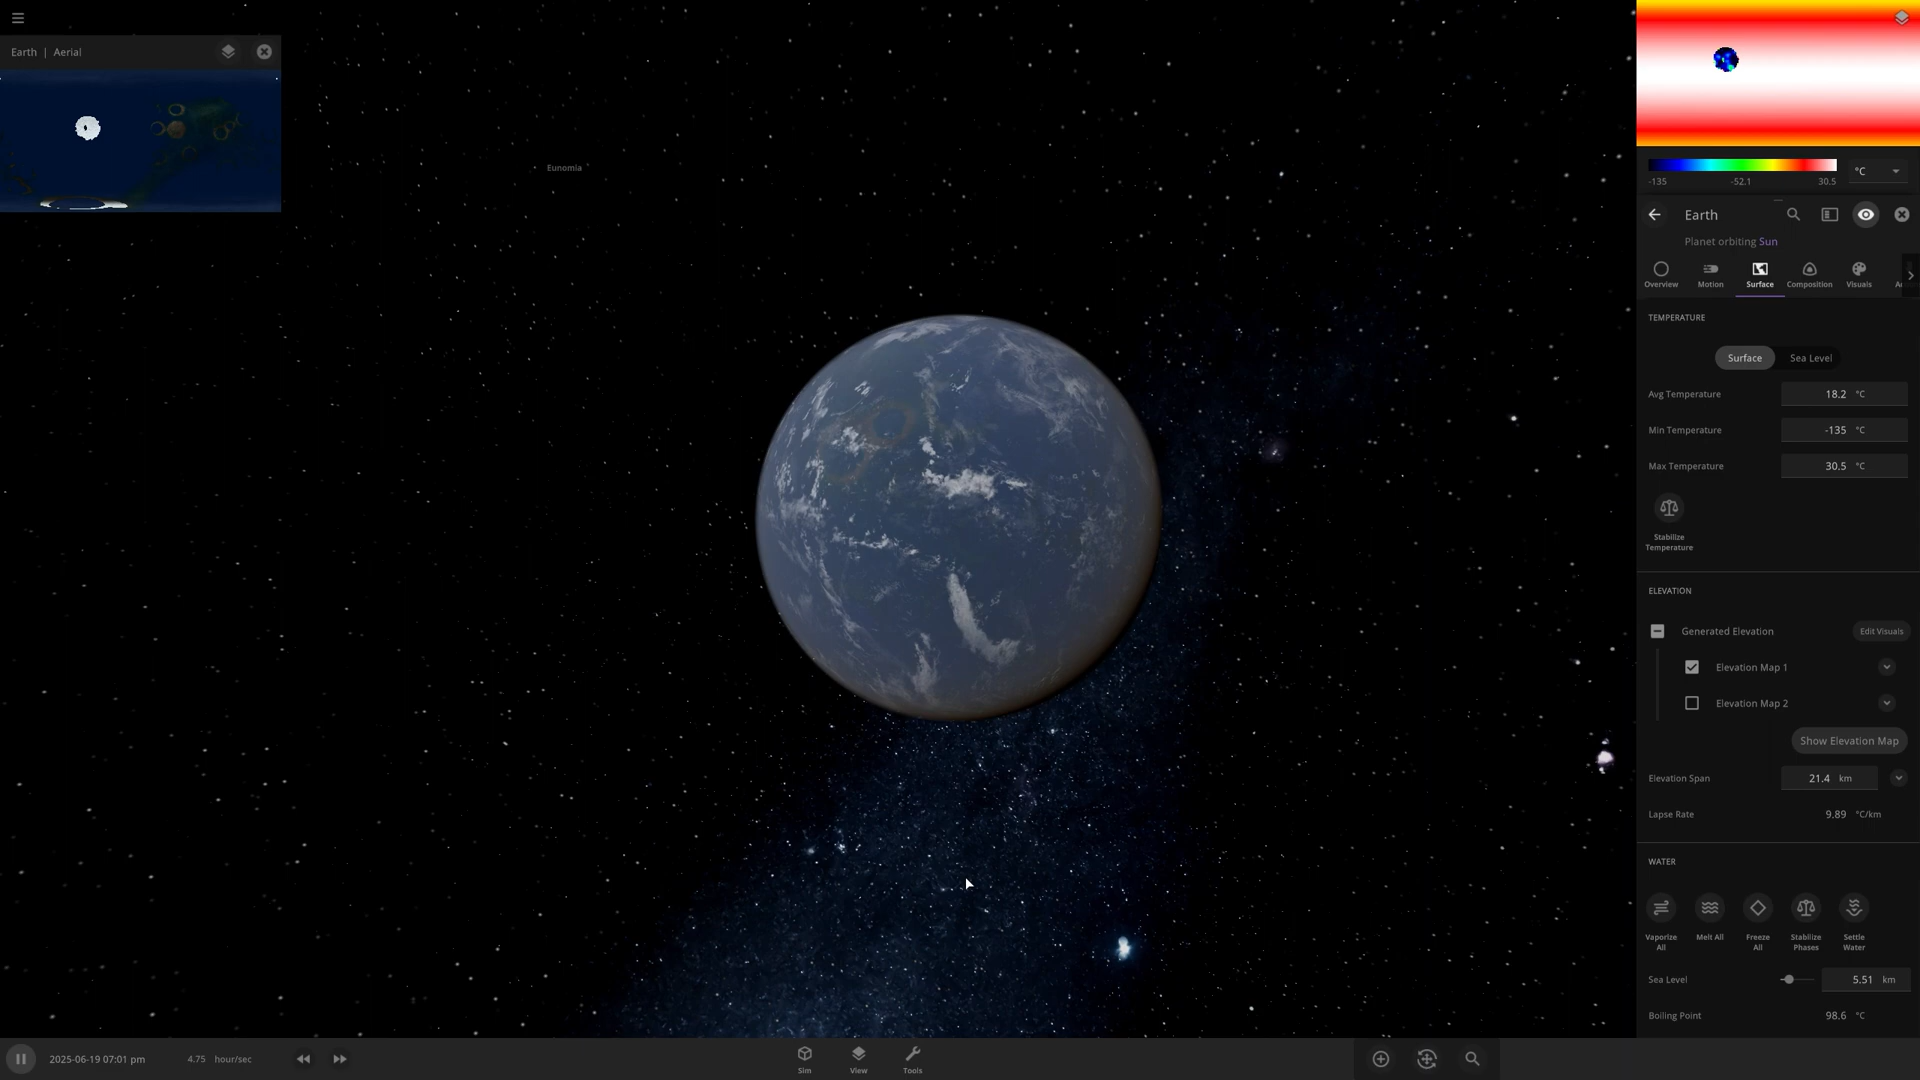 Earth | Aerial
Eunomia
-135 -52.1 30.5 °C
Earth
Planet orbiting Sun
Overview Motion Surface Composition Visuals
TEMPERATURE
Surface Sea Level
Avg Temperature 18.2 °C
Min Temperature -135 °C
Max Temperature 30.5 °C
Stabilize
Temperature
ELEVATION
Generated Elevation Edit Visuals
Elevation Map 1
Elevation Map 2
Show Elevation Map
Elevation Span 21.4 km
Lapse Rate 9.89 °C/km
WATER
Vaporize All Melt All Freeze All Stabilize Phases Settle Water
Sea Level 5.51 km
Boiling Point 98.6 °C
2025-06-19 07:01 pm 4.75 hour/sec Sim View Tools